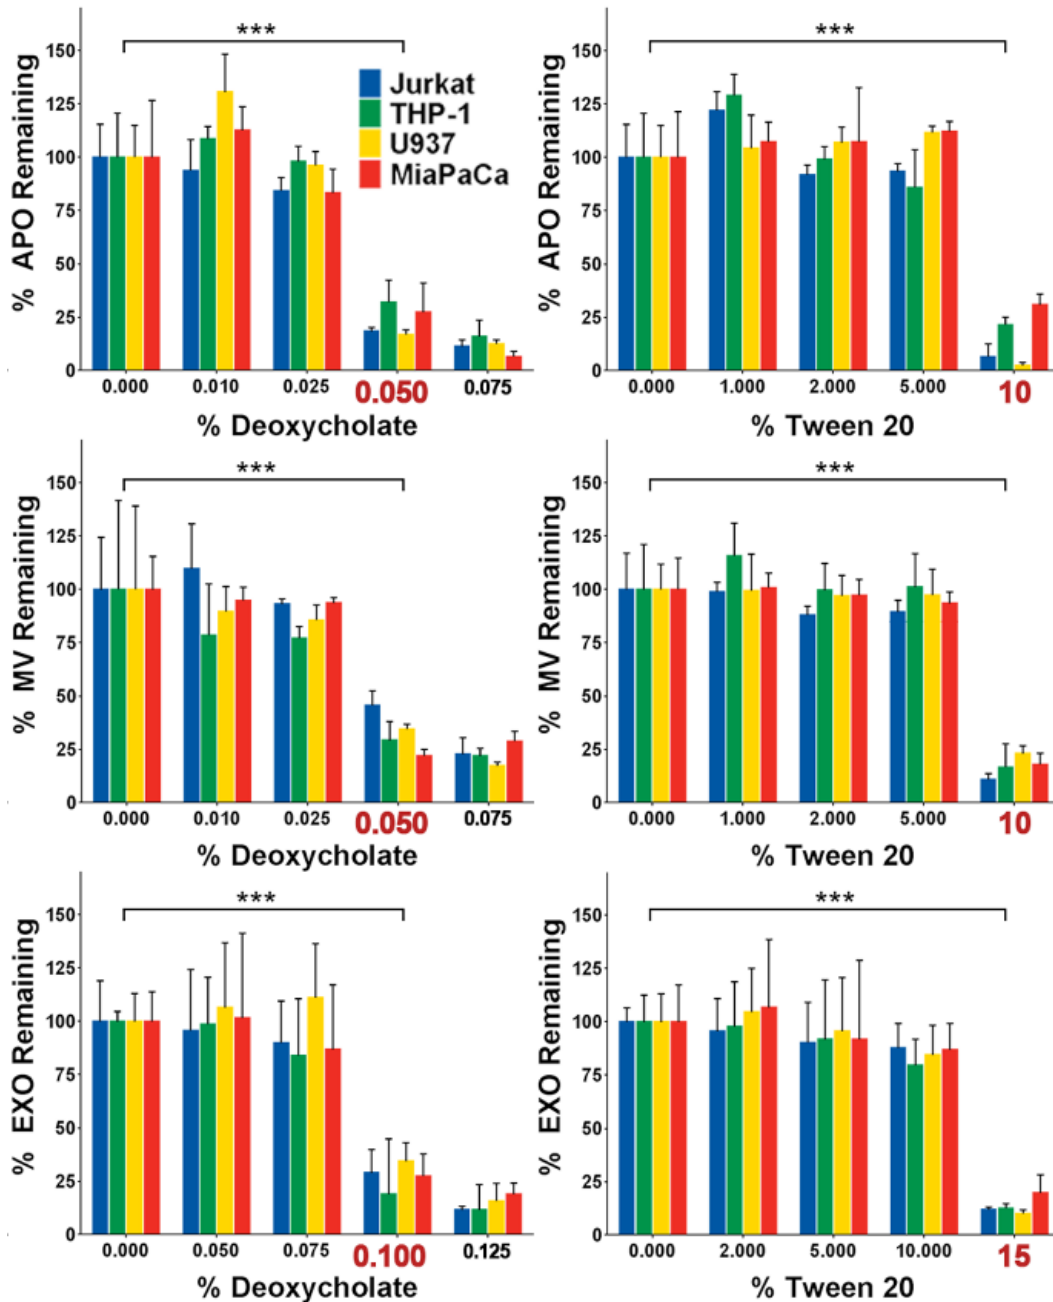 ***
% APO Remaining
150
125
100
75
50
25
0
Jurkat
THP-1
U937
MiaPaCa
0.000 0.010 0.025 0.050 0.075
% Deoxycholate
***
% APO Remaining
150
125
100
75
50
25
0
0.000 1.000 2.000 5.000 10
% Tween 20
***
% MV Remaining
150
125
100
75
50
25
0
0.000 0.010 0.025 0.050 0.075
% Deoxycholate
***
% MV Remaining
150
125
100
75
50
25
0
0.000 1.000 2.000 5.000 10
% Tween 20
***
% EXO Remaining
150
125
100
75
50
25
0
0.000 0.050 0.075 0.100 0.125
% Deoxycholate
***
% EXO Remaining
150
125
100
75
50
25
0
0.000 2.000 5.000 10.000 15
% Tween 20